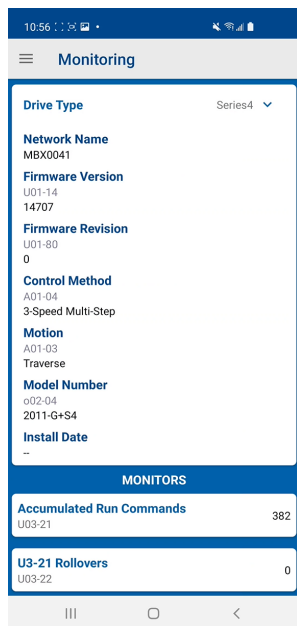 10:56
Monitoring
Drive Type Series4
Network Name
MBX0041
Firmware Version
U01-14
14707
Firmware Revision
U01-80
0
Control Method
A01-04
3-Speed Multi-Step
Motion
A01-03
Traverse
Model Number
o02-04
2011-G+S4
Install Date
--
MONITORS
Accumulated Run Commands
U03-21
382
U3-21 Rollovers
U03-22
0